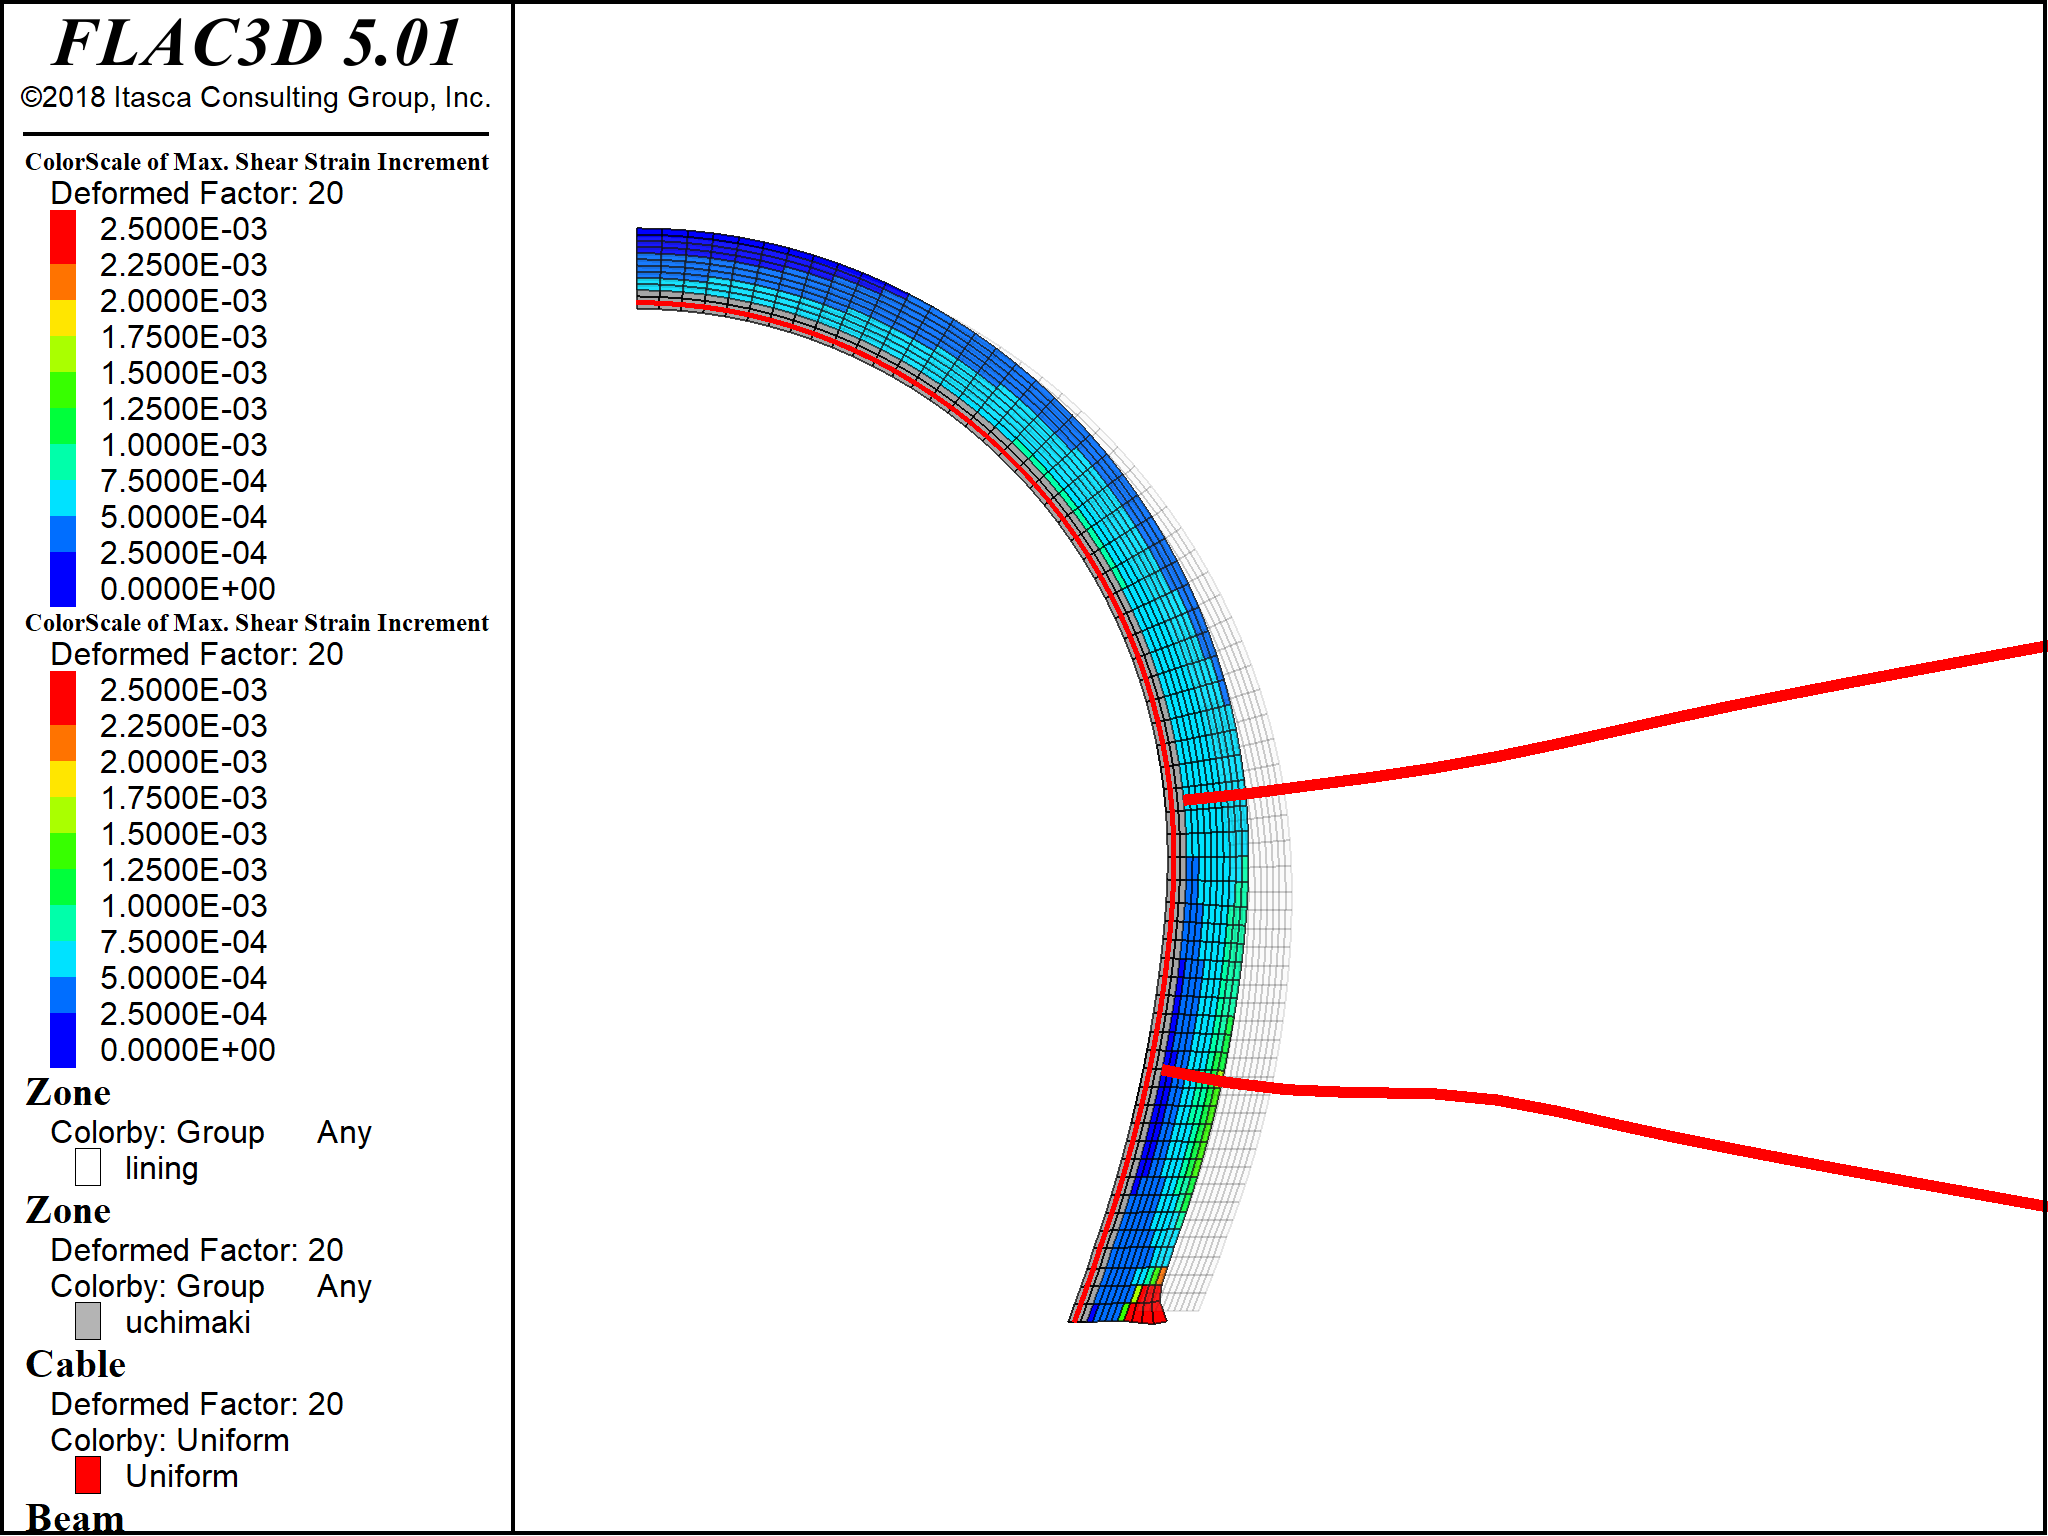 FLAC3D 5.01
©2018 Itasca Consulting Group, Inc.
ColorScale of Max. Shear Strain Increment
Deformed Factor: 20
2.5000E-03
2.2500E-03
2.0000E-03
1.7500E-03
1.5000E-03
1.2500E-03
1.0000E-03
7.5000E-04
5.0000E-04
2.5000E-04
0.0000E+00
ColorScale of Max. Shear Strain Increment
Deformed Factor: 20
2.5000E-03
2.2500E-03
2.0000E-03
1.7500E-03
1.5000E-03
1.2500E-03
1.0000E-03
7.5000E-04
5.0000E-04
2.5000E-04
0.0000E+00
Zone
Colorby: Group Any
lining
Zone
Deformed Factor: 20
Colorby: Group Any
uchimaki
Cable
Deformed Factor: 20
Colorby: Uniform
Uniform
Beam